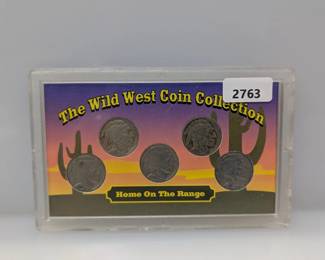 2763
The Wild West Coin Collection
Home On The Range